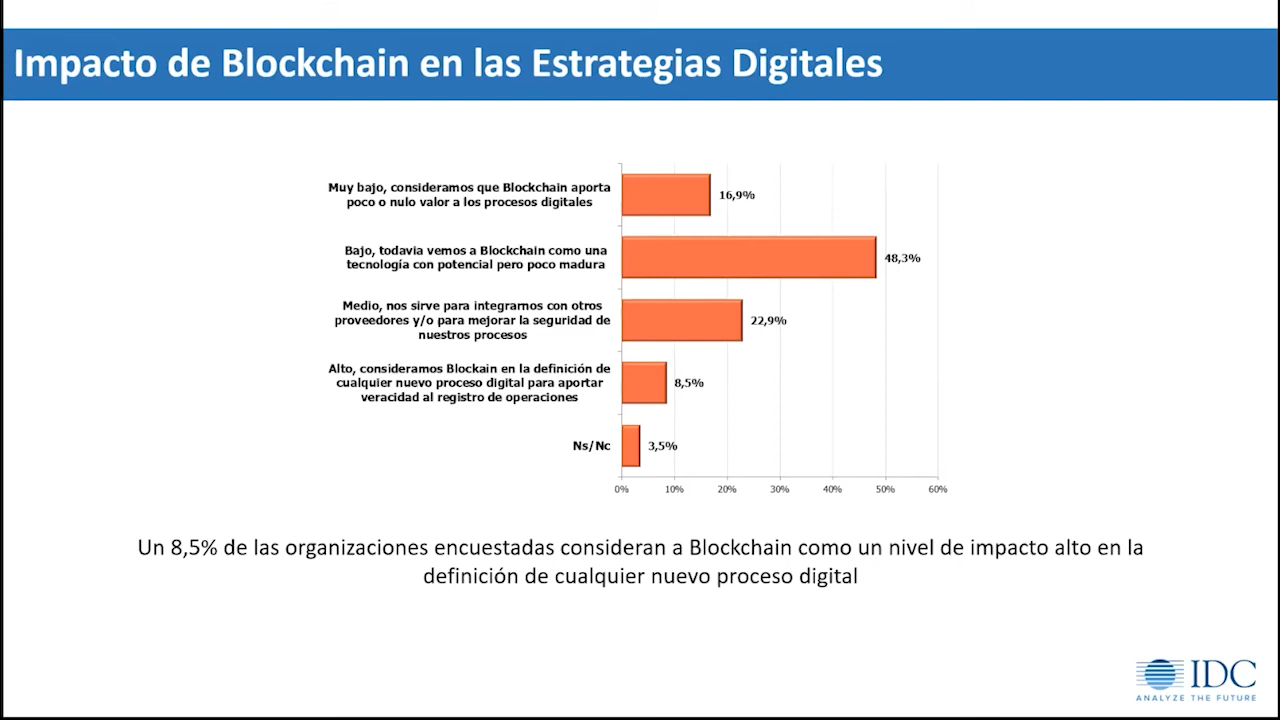 Impacto de Blockchain en las Estrategias Digitales
Muy bajo, consideramos que Blockchain aporta
poco o nulo valor a los procesos digitales
16,9%
Bajo, todavia vemos a Blockchain como una
tecnología con potencial pero poco madura
48,3%
Medio, nos sirve para integrarnos con otros
proveedores y/o para mejorar la seguridad de
nuestros procesos
22,9%
Alto, consideramos Blockain en la definición de
cualquier nuevo proceso digital para aportar
veracidad al registro de operaciones
8,5%
Ns/Nc
3,5%
0% 10% 20% 30% 40% 50% 60%
Un 8,5% de las organizaciones encuestadas consideran a Blockchain como un nivel de impacto alto en la
definición de cualquier nuevo proceso digital
IDC
ANALYZE THE FUTURE